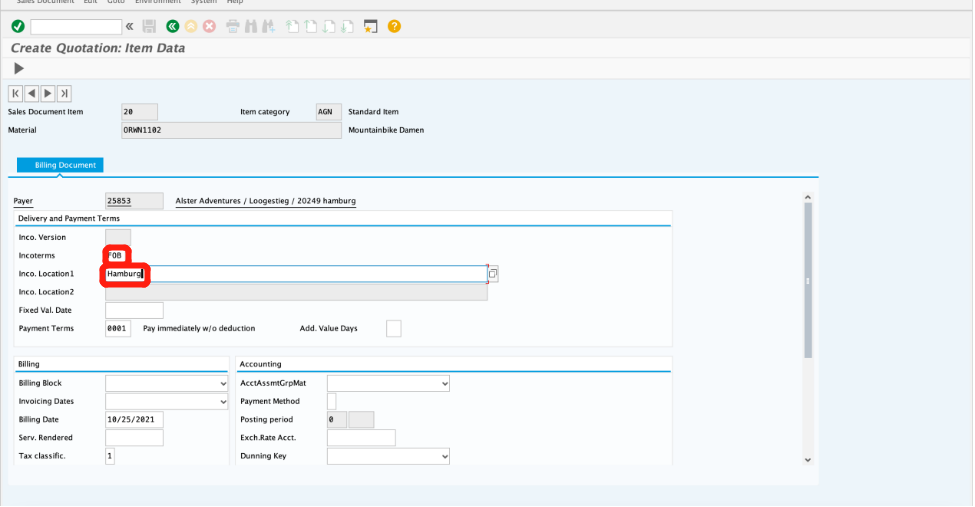 Sales Document Edit Goto Environment System Help
Create Quotation: Item Data
Sales Document Item 20 Item category AGN Standard Item
Material ORWN1102 Mountainbike Damen
Billing Document
Payer 25853 Alster Adventures / Loogestieg / 20249 hamburg
Delivery and Payment Terms
Inco. Version
Incoterms FOB
Inco. Location1 Hamburg
Inco. Location2
Fixed Val. Date
Payment Terms 0001 Pay immediately w/o deduction Add. Value Days
Billing Accounting
Billing Block AcctAssmtGrpMat
Invoicing Dates Payment Method
Billing Date 10/25/2021 Posting period 0
Serv. Rendered Exch.Rate Acct.
Tax classific. 1 Dunning Key